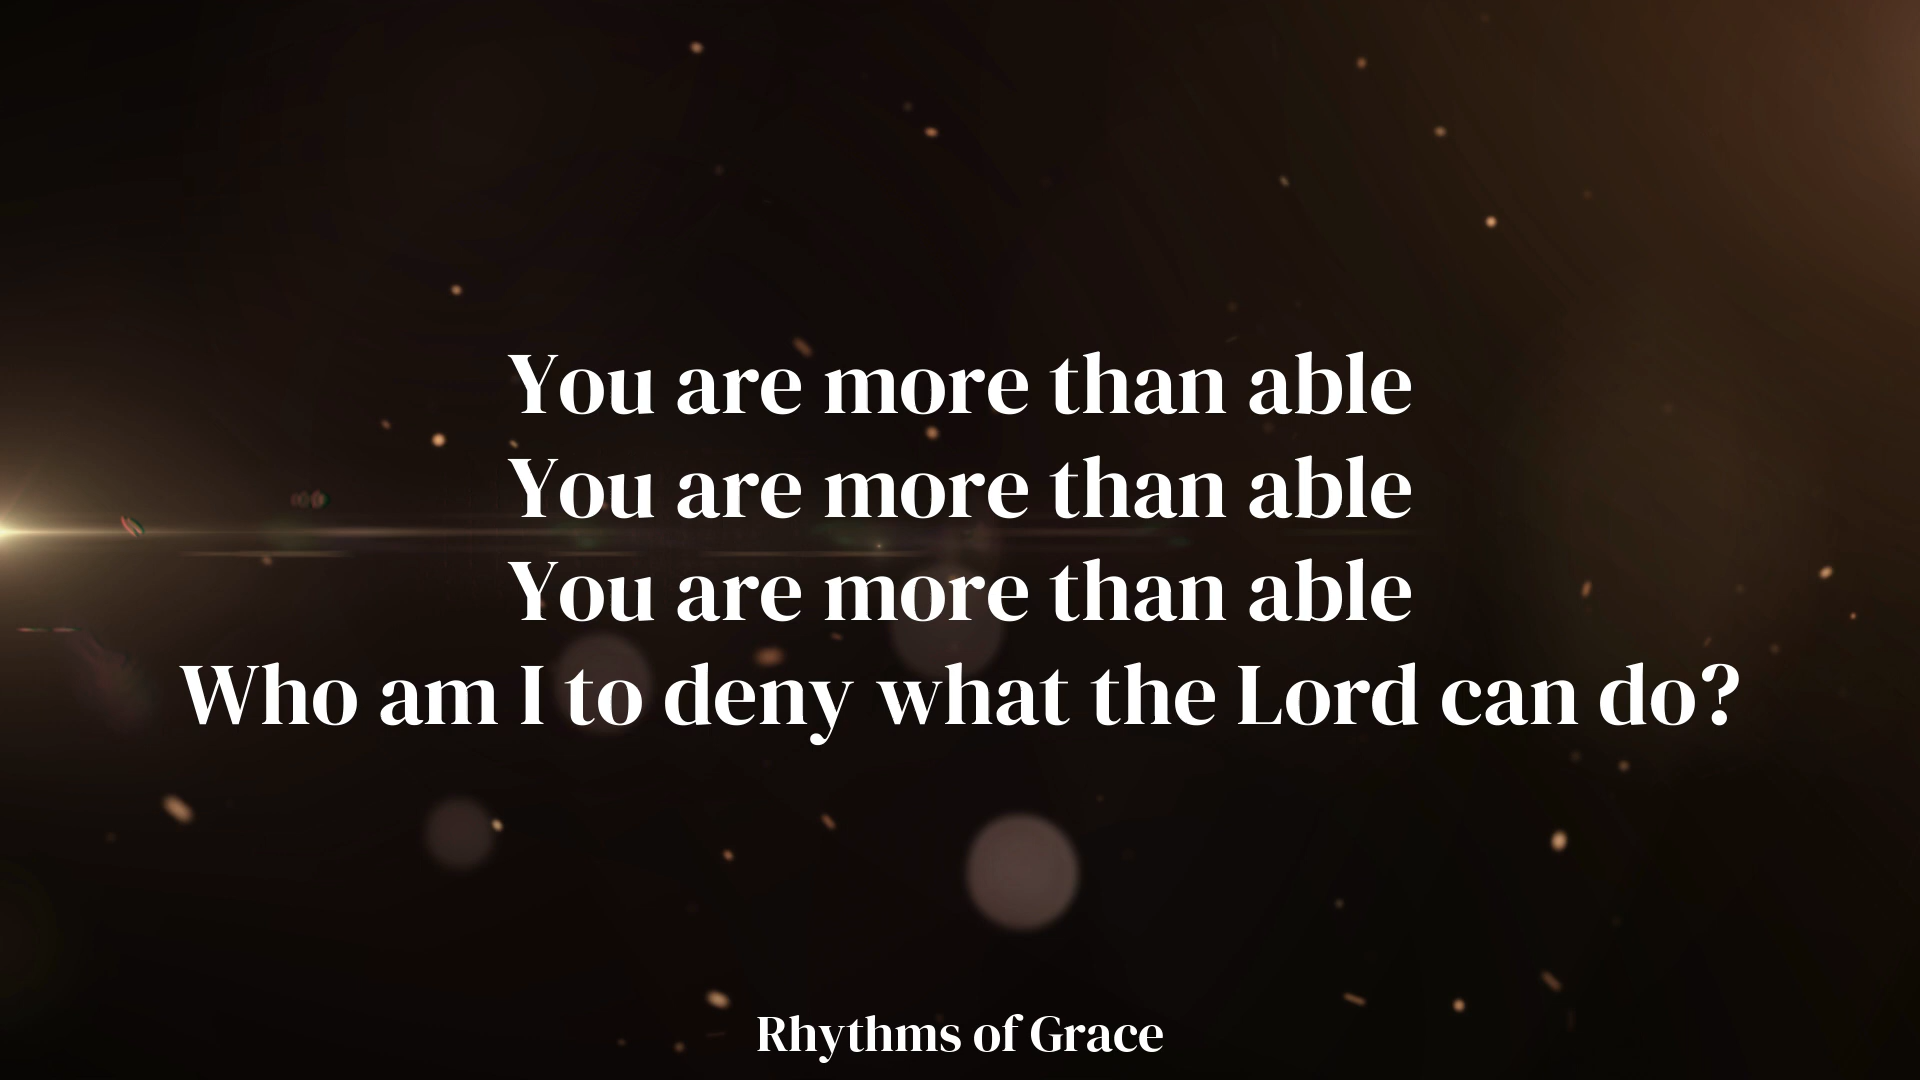 You are more than able
You are more than able
You are more than able
Who am I to deny what the Lord can do?
Rhythms of Grace